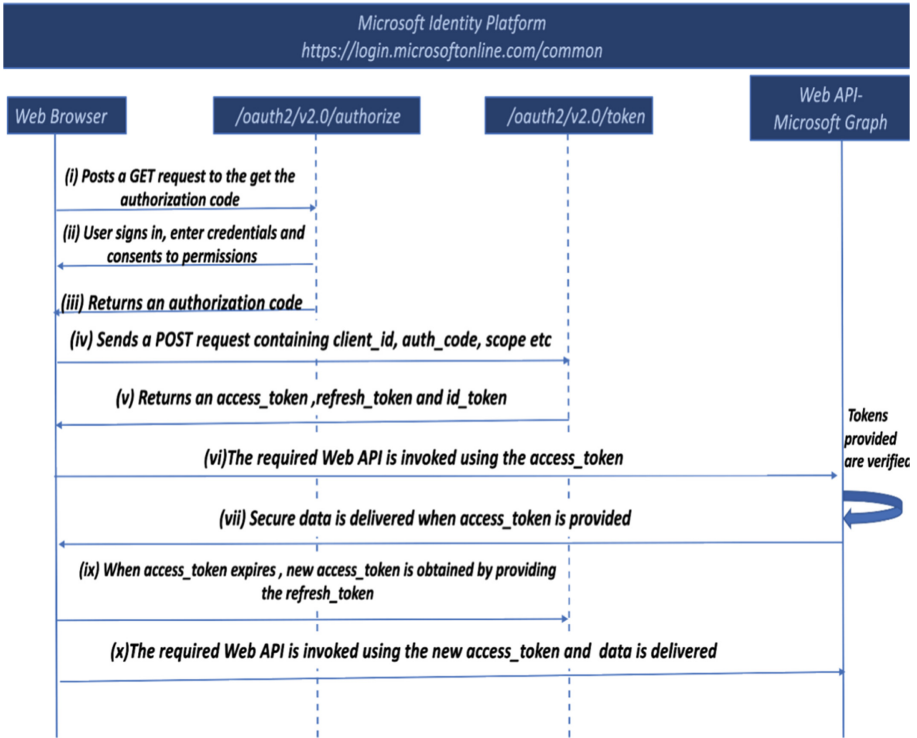 Microsoft Identity Platform
https://login.microsoftonline.com/common
Web Browser
/oauth2/v2.0/authorize
/oauth2/v2.0/token
Web API-
Microsoft Graph
(i) Posts a GET request to the get the
authorization code
(ii) User signs in, enter credentials and
consents to permissions
(iii) Returns an authorization code
(iv) Sends a POST request containing client_id, auth_code, scope etc
(v) Returns an access_token ,refresh_token and id_token
Tokens
provided
are verified
(vi)The required Web API is invoked using the access_token
(vii) Secure data is delivered when access_token is provided
(ix) When access_token expires , new access_token is obtained by providing
the refresh_token
(x)The required Web API is invoked using the new access_token and data is delivered